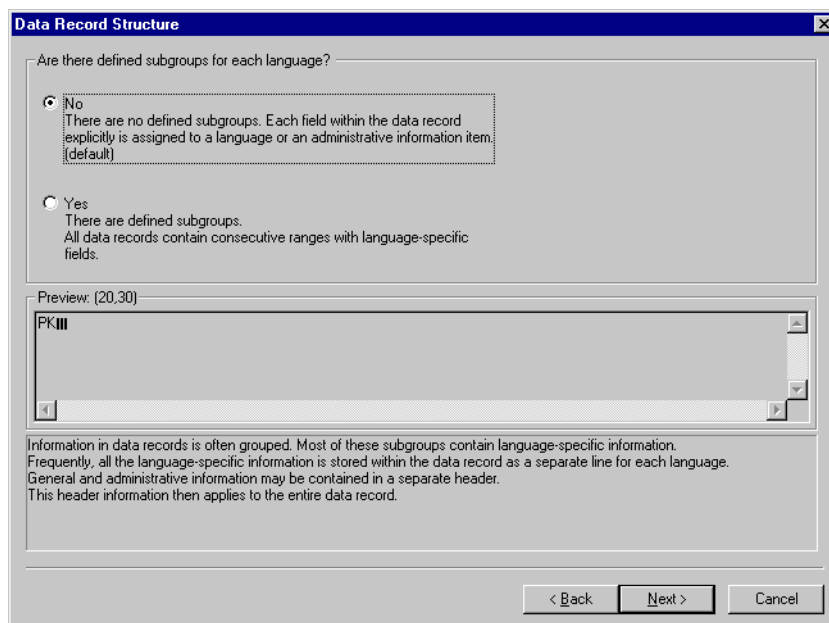 Data Record Structure
Are there defined subgroups for each language?
No
There are no defined subgroups. Each field within the data record
explicitly is assigned to a language or an administrative information item.
(default)
Yes
There are defined subgroups.
All data records contain consecutive ranges with language-specific
fields.
Preview: (20,30)
PK
Information in data records is often grouped. Most of these subgroups contain language-specific information.
Frequently, all the language-specific information is stored within the data record as a separate line for each language.
General and administrative information may be contained in a separate header.
This header information then applies to the entire data record.
< Back
Next >
Cancel